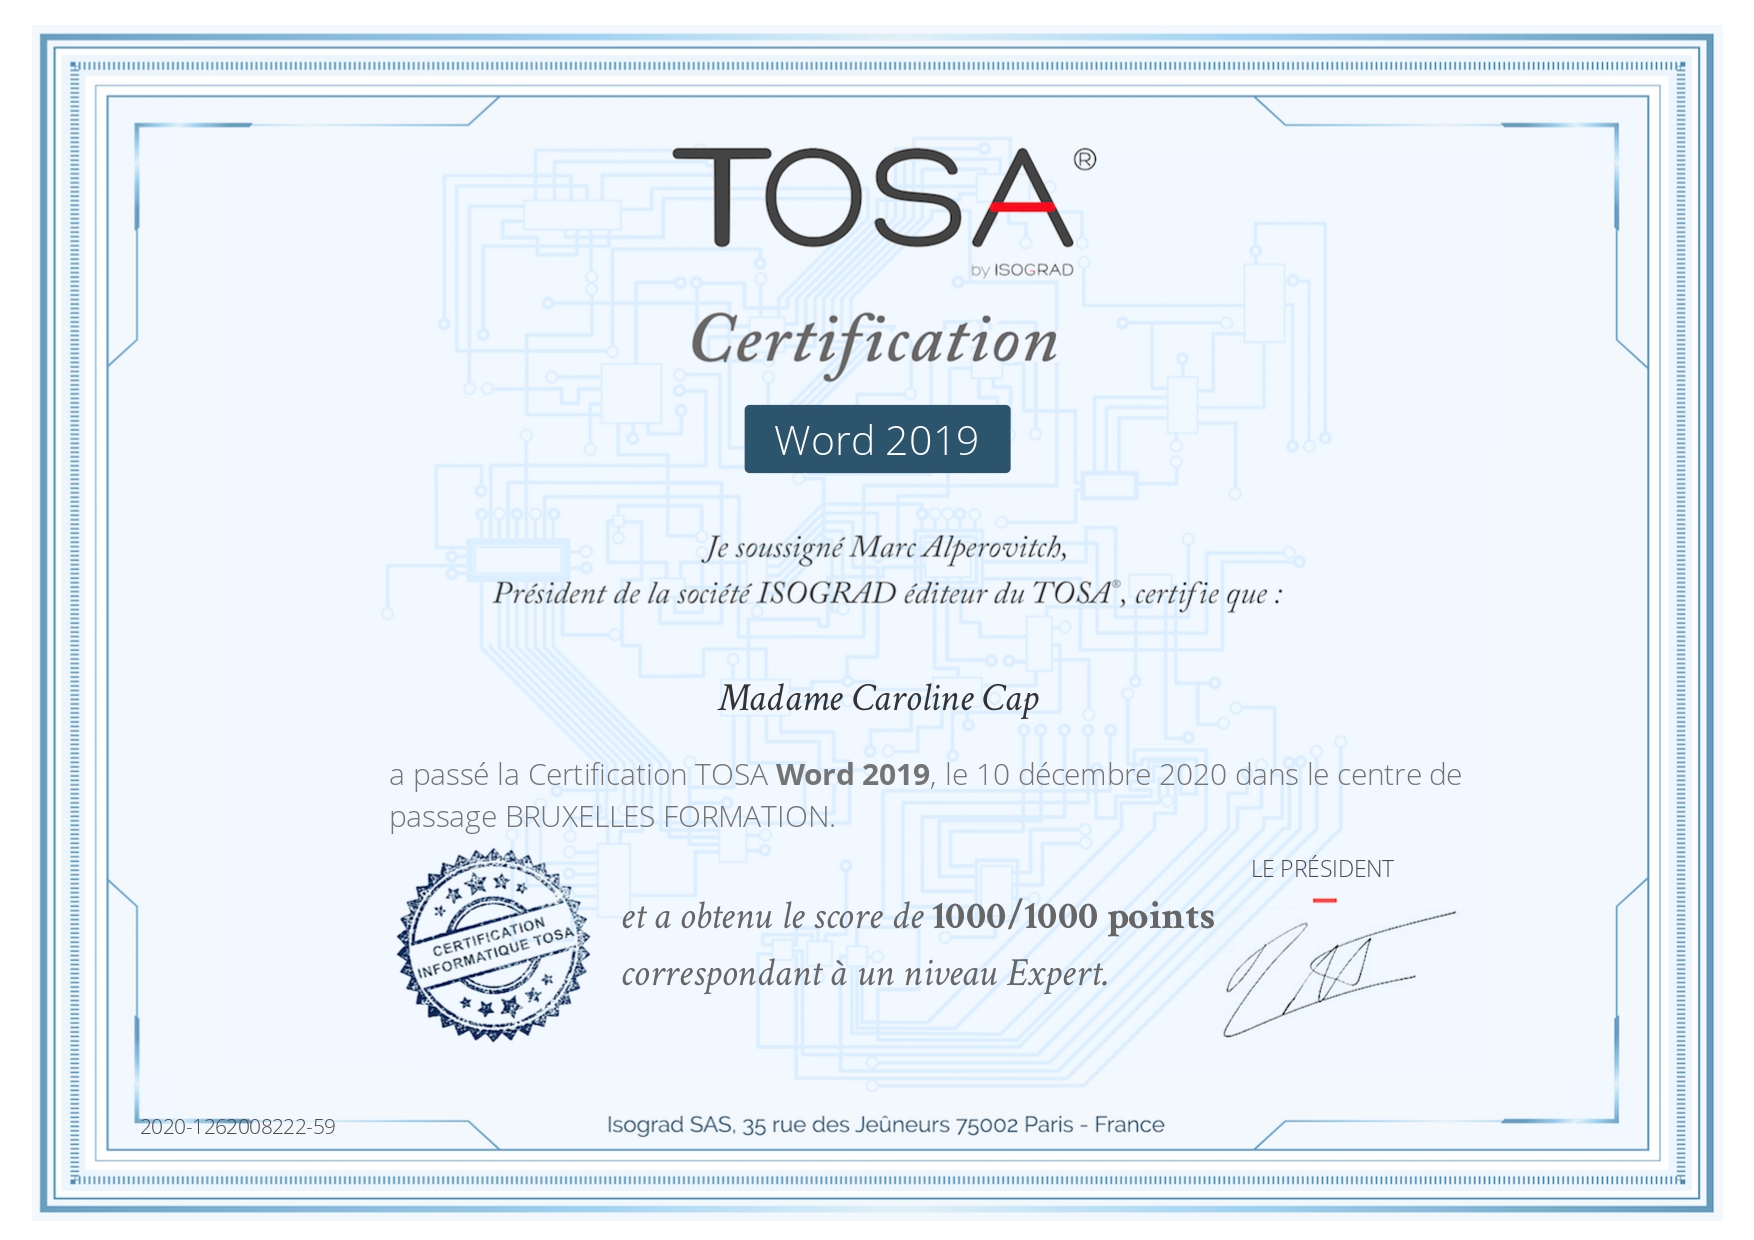 TOSA®
by ISOGRAD
Certification
Word 2019
Je soussigné Marc Alperovitch,
Président de la société ISOGRAD éditeur du TOSA®, certifie que :
Madame Caroline Cap
a passé la Certification TOSA Word 2019, le 10 décembre 2020 dans le centre de
passage BRUXELLES FORMATION.
CERTIFICATION
INFORMATIQUE TOSA
et a obtenu le score de 1000/1000 points
correspondant à un niveau Expert.
LE PRÉSIDENT
2020-1262008222-59
Isograd SAS, 35 rue des Jeûneurs 75002 Paris - France